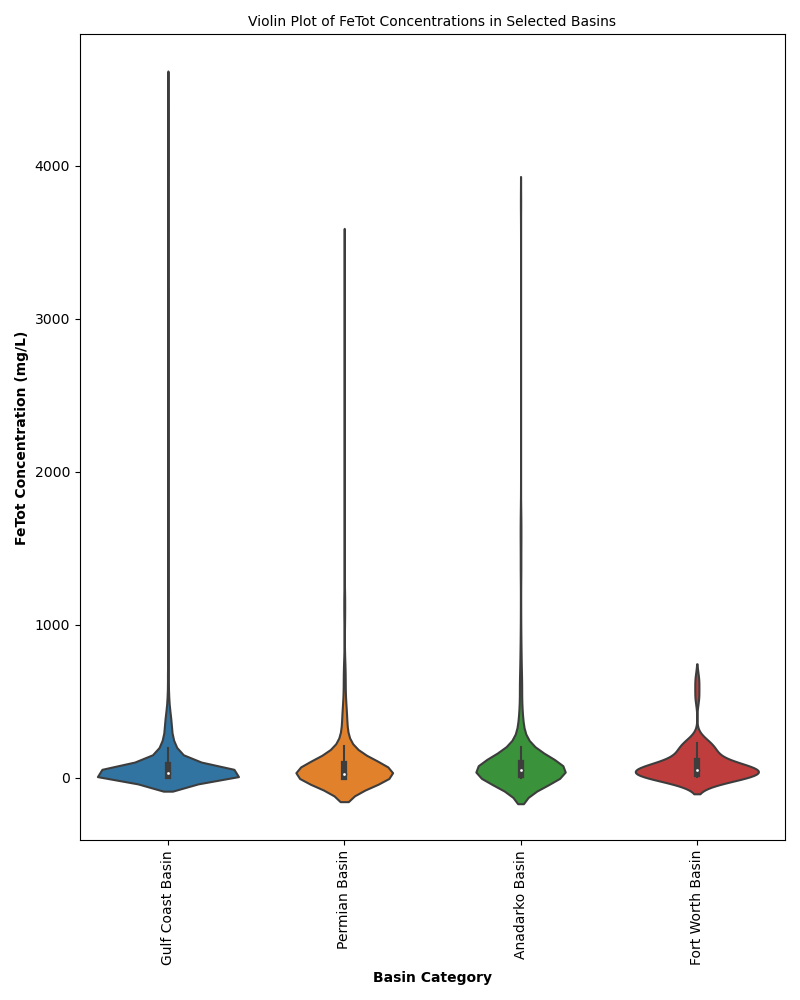 Violin Plot of FeTot Concentrations in Selected Basins
4000
3000
2000
1000
0
FeTot Concentration (mg/L)
Gulf Coast Basin
Permian Basin
Anadarko Basin
Fort Worth Basin
Basin Category